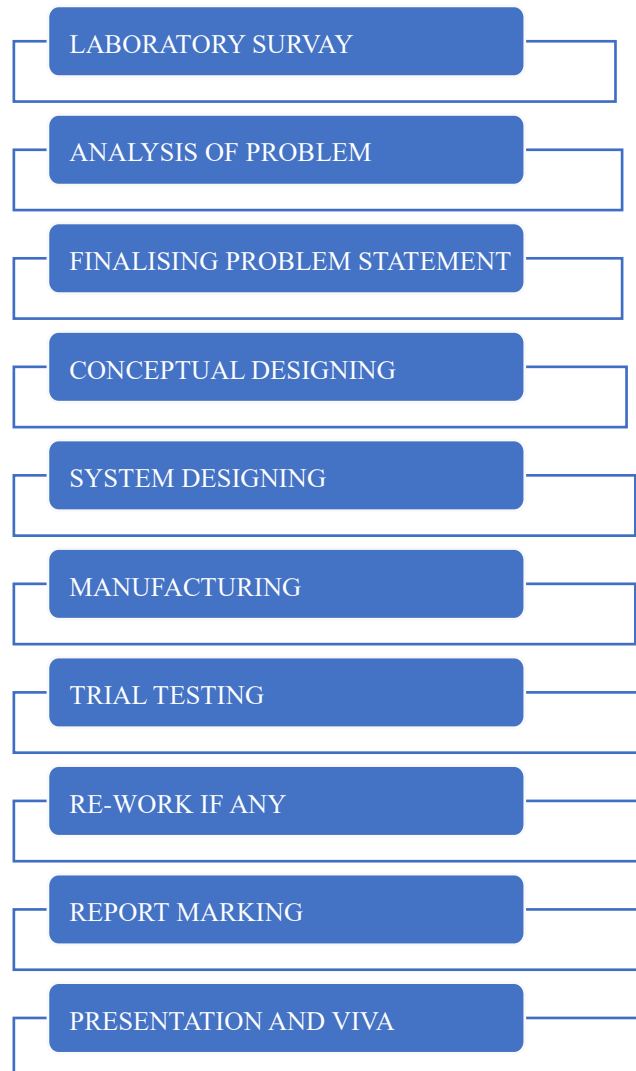 LABORATORY SURVAY
ANALYSIS OF PROBLEM
FINALISING PROBLEM STATEMENT
CONCEPTUAL DESIGNING
SYSTEM DESIGNING
MANUFACTURING
TRIAL TESTING
RE-WORK IF ANY
REPORT MARKING
PRESENTATION AND VIVA